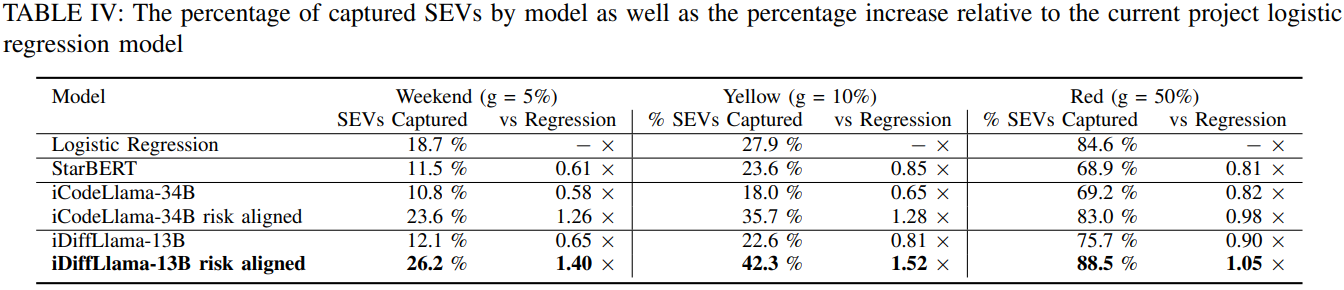 TABLE IV: The percentage of captured SEVs by model as well as the percentage increase relative to the current project logistic
regression model
Model Weekend (g = 5%) Yellow (g = 10%) Red (g = 50%)
SEVs Captured vs Regression % SEVs Captured vs Regression % SEVs Captured vs Regression
Logistic Regression 18.7 % − × 27.9 % − × 84.6 % − ×
StarBERT 11.5 % 0.61 × 23.6 % 0.85 × 68.9 % 0.81 ×
iCodeLlama-34B 10.8 % 0.58 × 18.0 % 0.65 × 69.2 % 0.82 ×
iCodeLlama-34B risk aligned 23.6 % 1.26 × 35.7 % 1.28 × 83.0 % 0.98 ×
iDiffLlama-13B 12.1 % 0.65 × 22.6 % 0.81 × 75.7 % 0.90 ×
iDiffLlama-13B risk aligned 26.2 % 1.40 × 42.3 % 1.52 × 88.5 % 1.05 ×